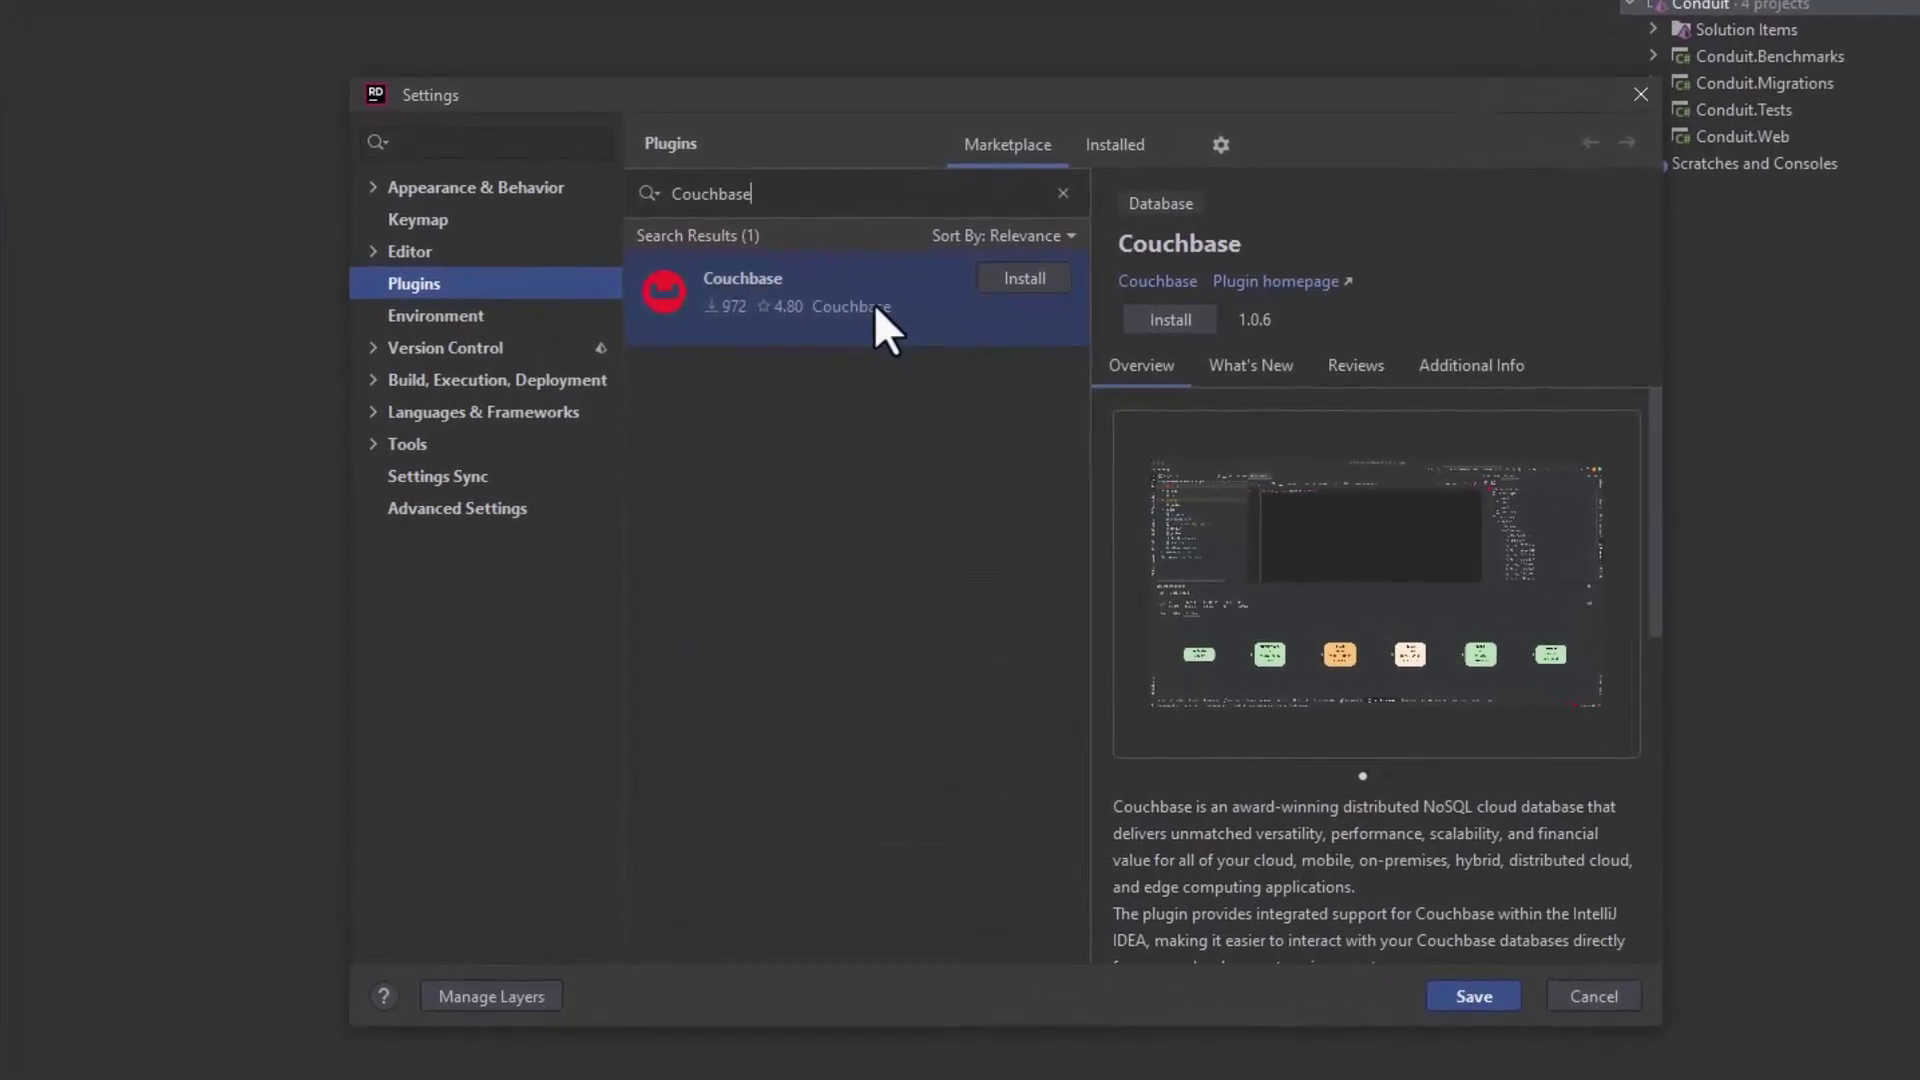 Conduit · 4 projects
Solution Items
Conduit.Benchmarks
Conduit.Migrations
Conduit.Tests
Conduit.Web
Scratches and Consoles
RD Settings
Appearance & Behavior
Keymap
Editor
Plugins
Environment
Version Control
Build, Execution, Deployment
Languages & Frameworks
Tools
Settings Sync
Advanced Settings
Plugins Marketplace Installed
Couchbase
Search Results (1) Sort By: Relevance
Couchbase Install
972 4.80 Couchbase
Database
Couchbase
Couchbase Plugin homepage ↗
Install 1.0.6
Overview What's New Reviews Additional Info
Couchbase is an award-winning distributed NoSQL cloud database that
delivers unmatched versatility, performance, scalability, and financial
value for all of your cloud, mobile, on-premises, hybrid, distributed cloud,
and edge computing applications.
The plugin provides integrated support for Couchbase within the IntelliJ
IDEA, making it easier to interact with your Couchbase databases directly
? Manage Layers Save Cancel